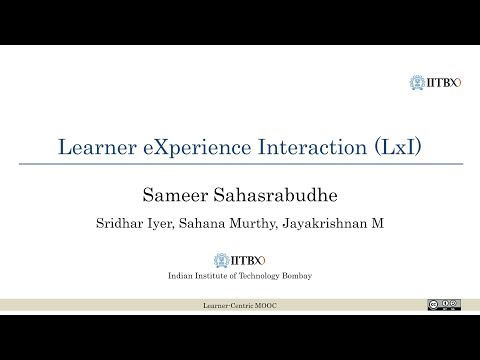 IITBX
Learner eXperience Interaction (LxI)
Sameer Sahasrabudhe
Sridhar Iyer, Sahana Murthy, Jayakrishnan M
IITBX
Indian Institute of Technology Bombay
Learner-Centric MOOC